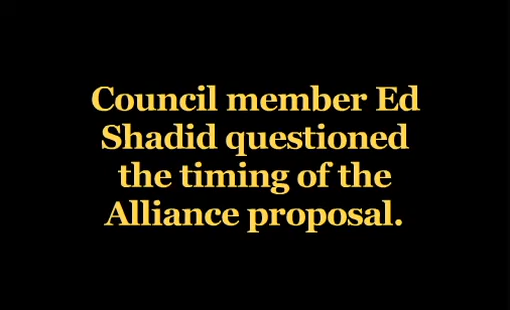 Council member Ed
Shadid questioned
the timing of the
Alliance proposal.